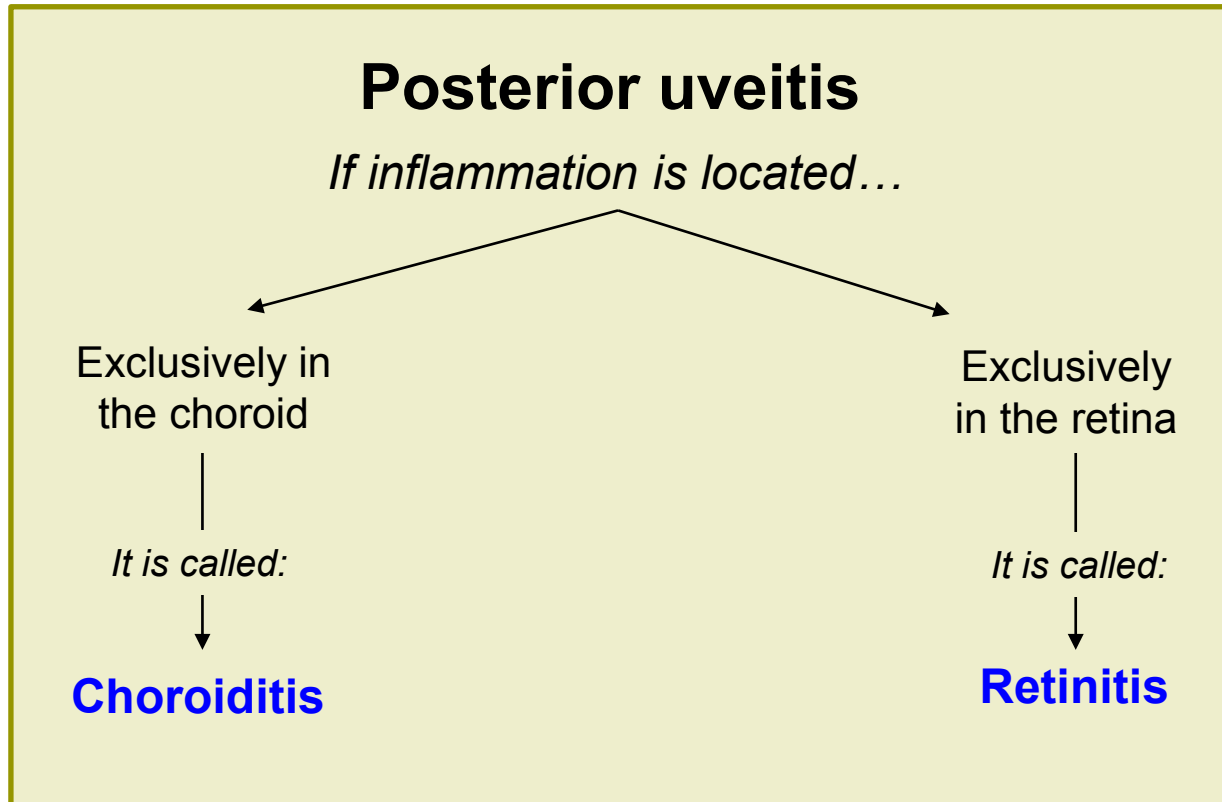 Posterior uveitis
If inflammation is located…
Exclusively in
the choroid
It is called:
Choroiditis
Exclusively
in the retina
It is called:
Retinitis